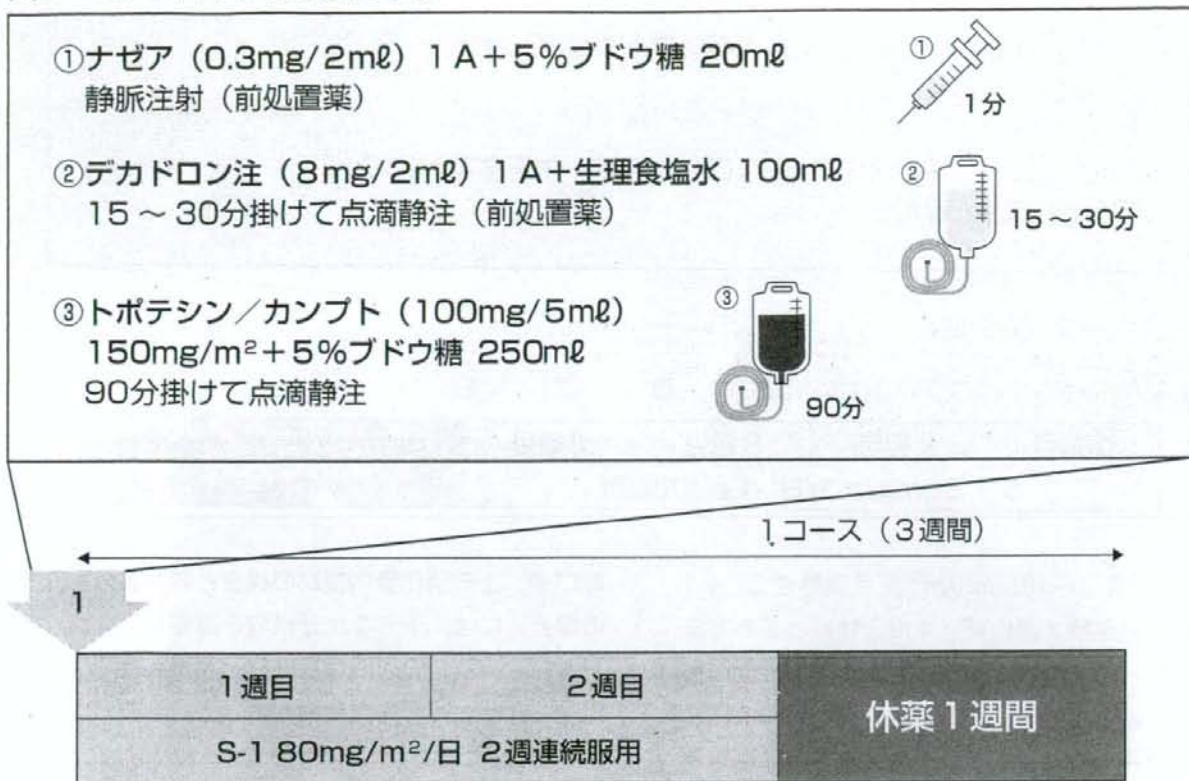 ①ナゼア(0.3mg/2mℓ)1A+5%ブドウ糖 20mℓ
静脈注射(前処置薬)
①
1分
②デカドロン注(8mg/2mℓ)1A+生理食塩水 100mℓ
15〜30分掛けて点滴静注(前処置薬)
②
15〜30分
③トポテシン/カンプト(100mg/5mℓ)
150mg/m²+5%ブドウ糖 250mℓ
90分掛けて点滴静注
③
90分
1コース(3週間)
1
1週目
2週目
休薬1週間
S-1 80mg/m²/日 2週連続服用